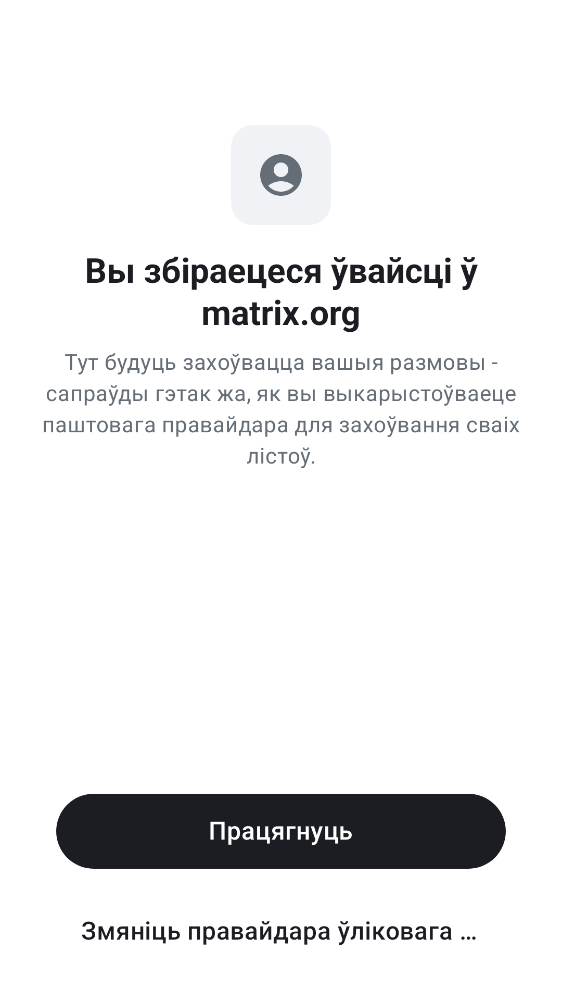 Вы збіраецеся ўвайсці ў
matrix.org
Тут будуць захоўвацца вашыя размовы -
сапраўды гэтак жа, як вы выкарыстоўваеце
паштовага правайдара для захоўвання сваіх
лістоў.
Працягнуць
Змяніць правайдара ўліковага ...